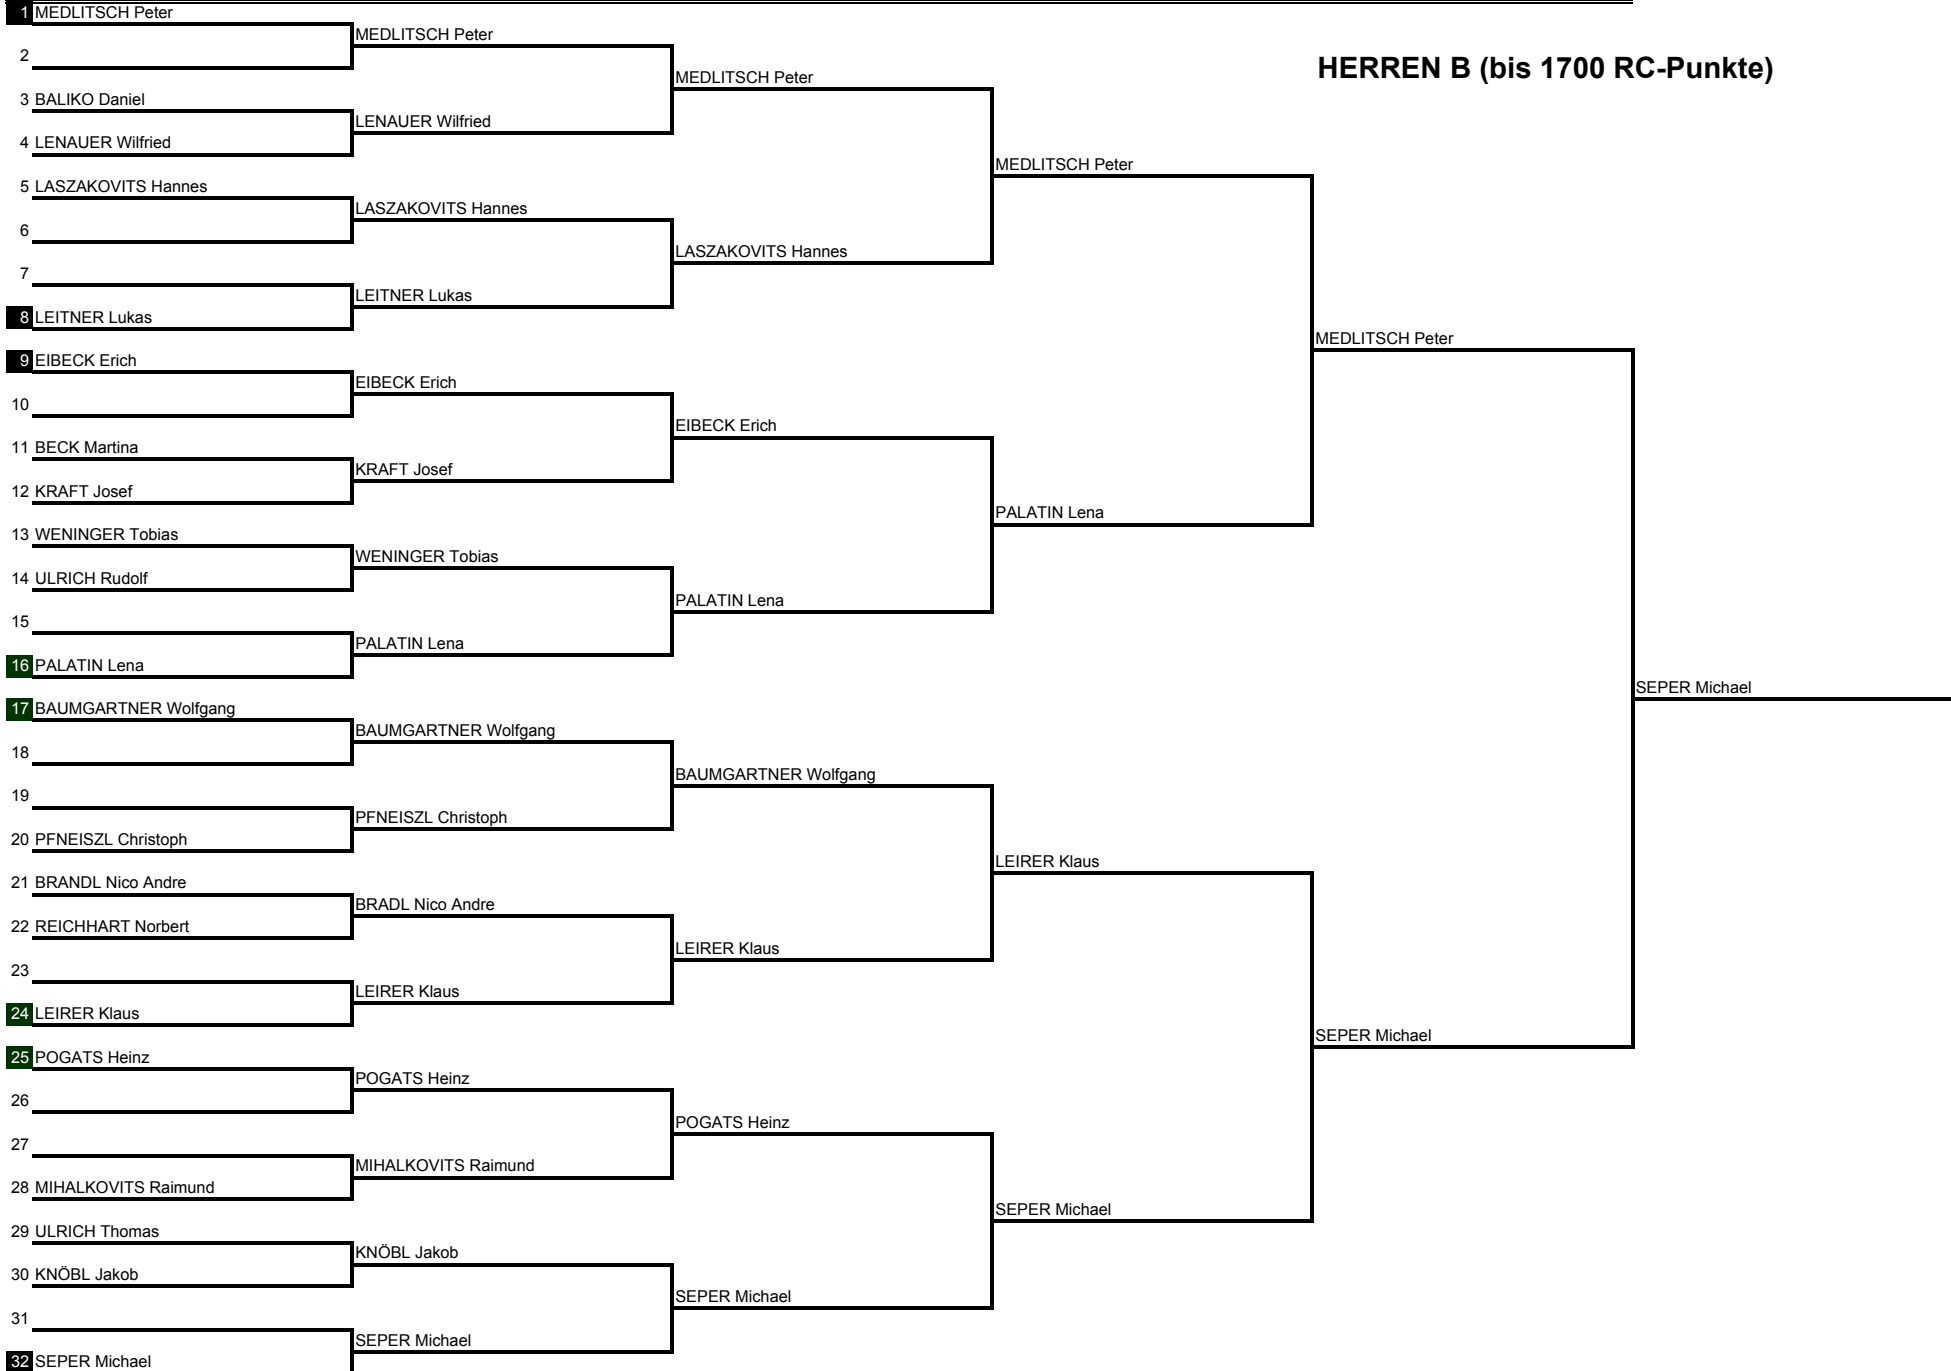 HERREN B (bis 1700 RC-Punkte)
1 MEDLITSCH Peter
2
3 BALIKO Daniel
4 LENAUER Wilfried
5 LASZAKOVITS Hannes
6
7
8 LEITNER Lukas
9 EIBECK Erich
10
11 BECK Martina
12 KRAFT Josef
13 WENINGER Tobias
14 ULRICH Rudolf
15
16 PALATIN Lena
17 BAUMGARTNER Wolfgang
18
19
20 PFNEISZL Christoph
21 BRANDL Nico Andre
22 REICHHART Norbert
23
24 LEIRER Klaus
25 POGATS Heinz
26
27
28 MIHALKOVITS Raimund
29 ULRICH Thomas
30 KNÖBL Jakob
31
32 SEPER Michael
MEDLITSCH Peter
LENAUER Wilfried
LASZAKOVITS Hannes
LEITNER Lukas
EIBECK Erich
KRAFT Josef
WENINGER Tobias
PALATIN Lena
BAUMGARTNER Wolfgang
PFNEISZL Christoph
BRADL Nico Andre
LEIRER Klaus
POGATS Heinz
MIHALKOVITS Raimund
KNÖBL Jakob
SEPER Michael
MEDLITSCH Peter
LASZAKOVITS Hannes
EIBECK Erich
PALATIN Lena
BAUMGARTNER Wolfgang
LEIRER Klaus
POGATS Heinz
SEPER Michael
MEDLITSCH Peter
PALATIN Lena
LEIRER Klaus
SEPER Michael
MEDLITSCH Peter
SEPER Michael
SEPER Michael